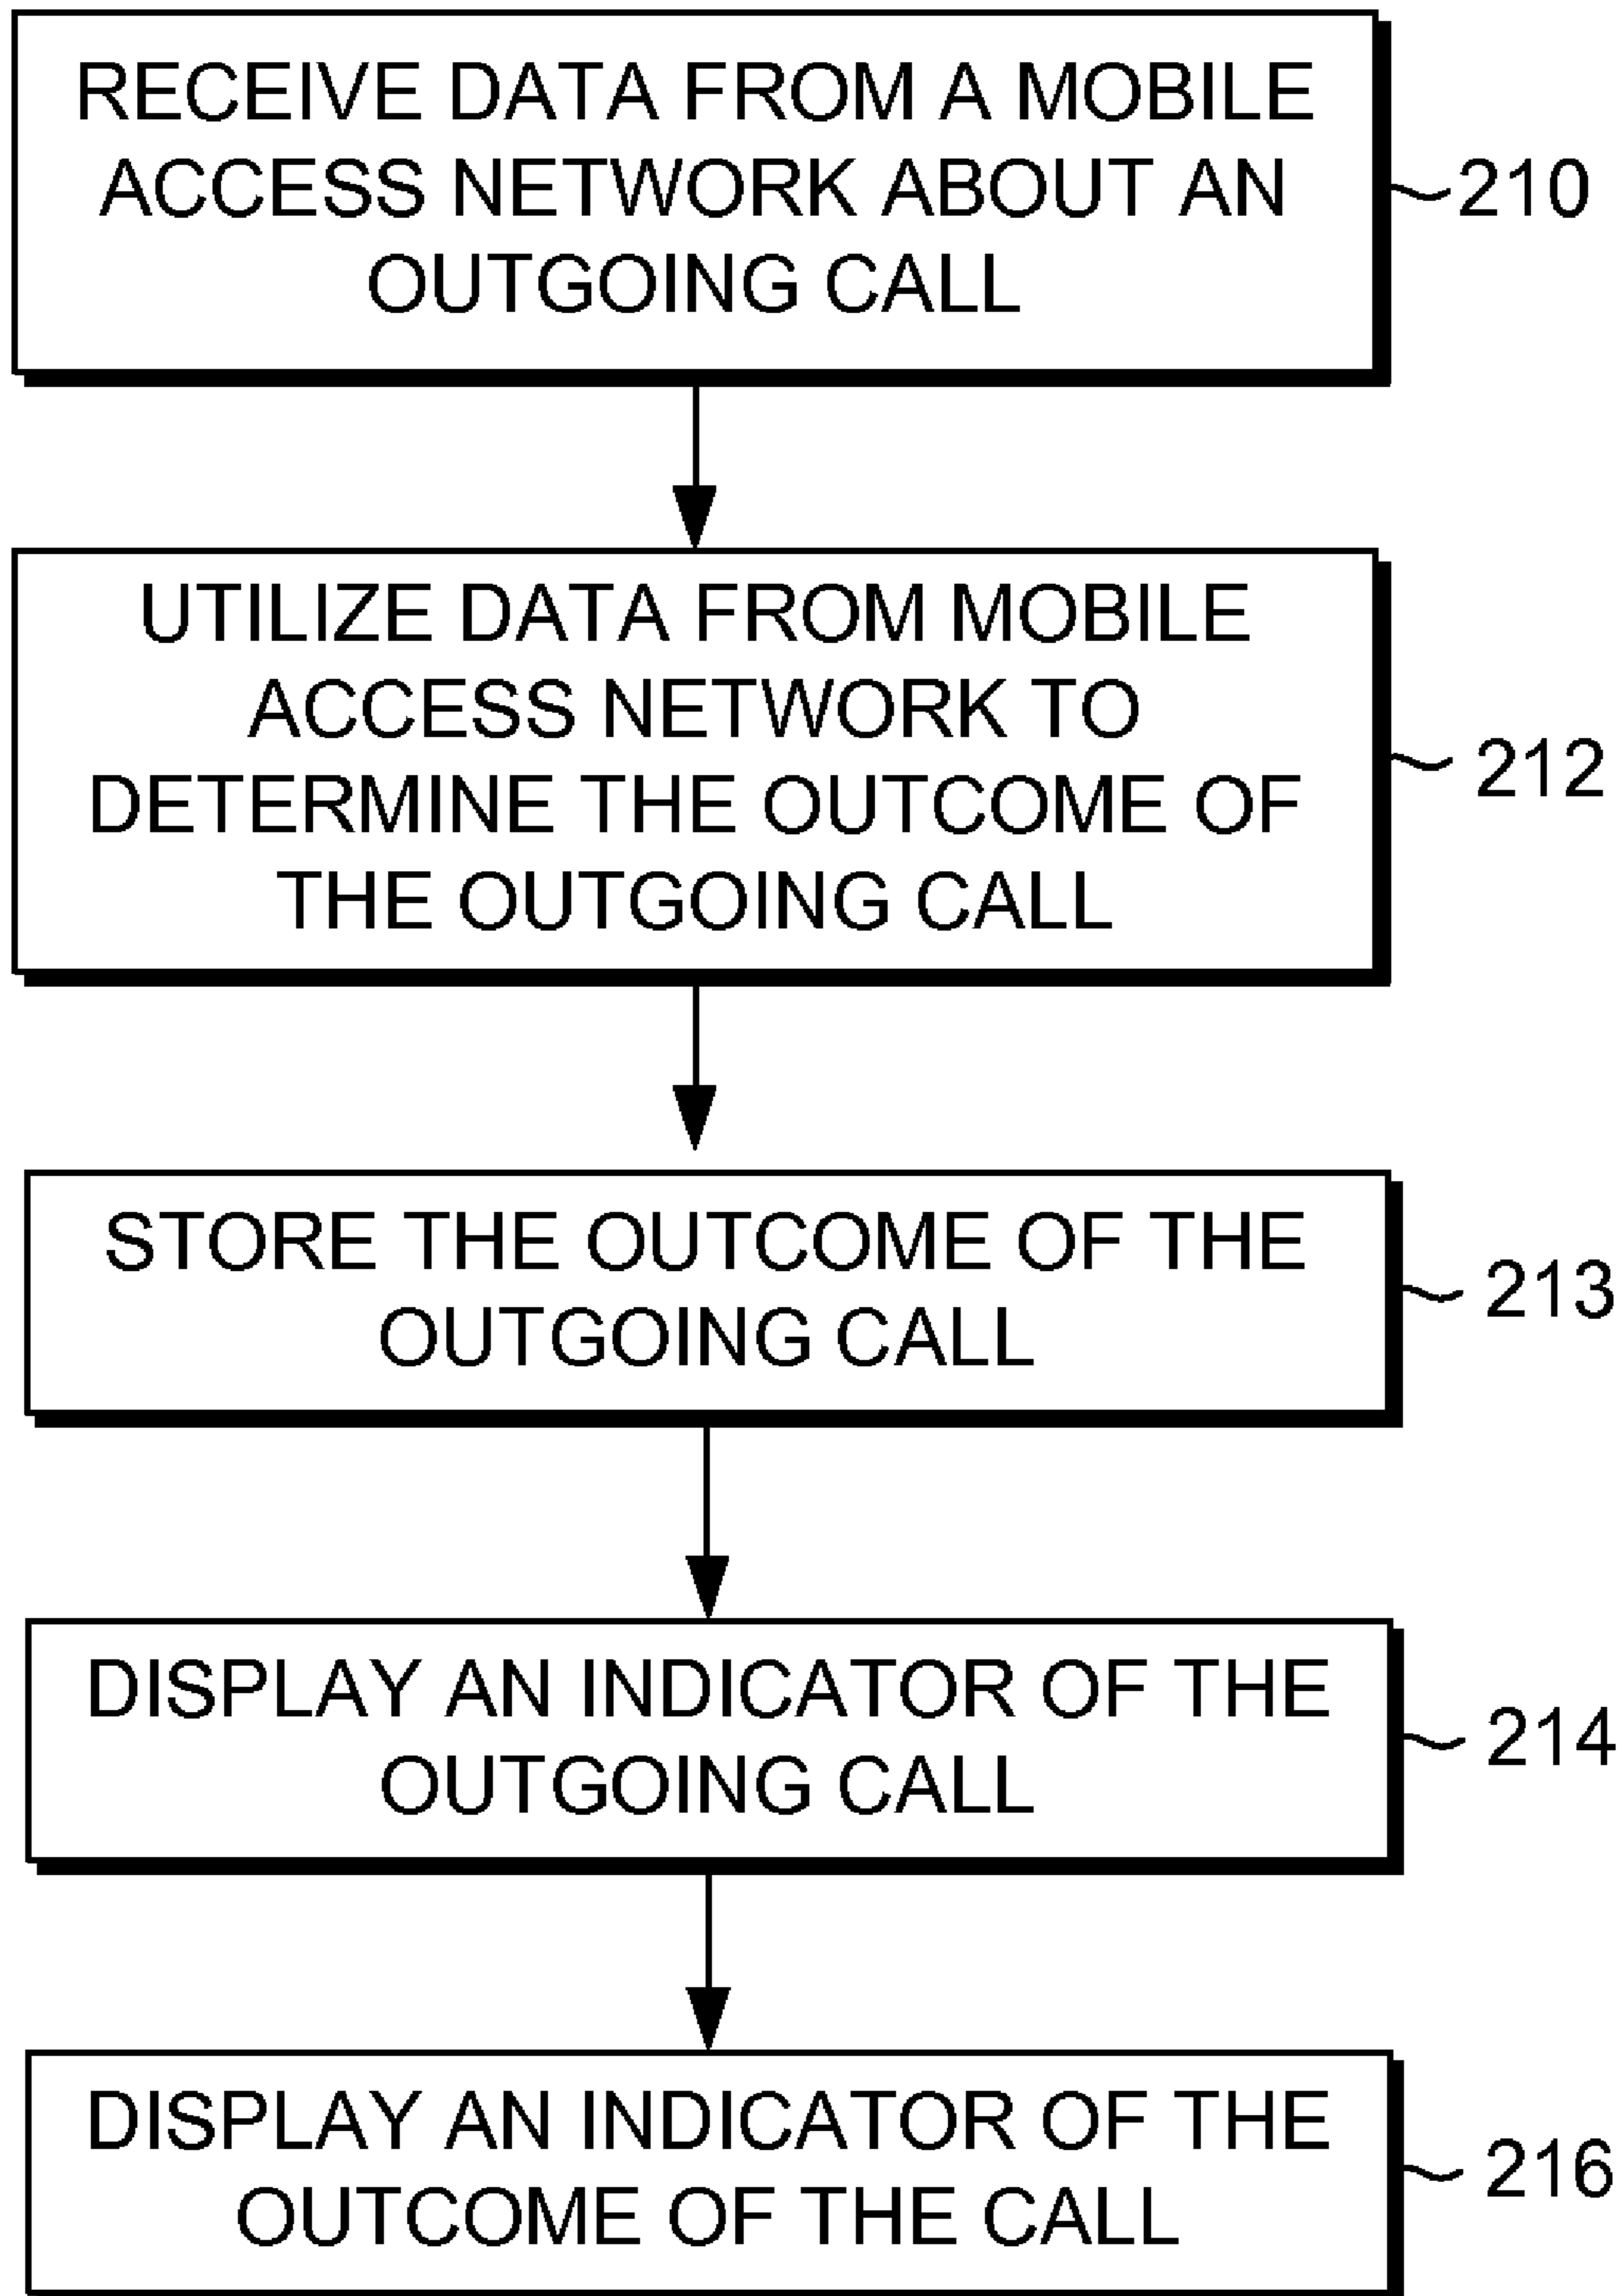 RECEIVE DATA FROM A MOBILE
ACCESS NETWORK ABOUT AN
OUTGOING CALL
210
UTILIZE DATA FROM MOBILE
ACCESS NETWORK TO
DETERMINE THE OUTCOME OF
THE OUTGOING CALL
212
STORE THE OUTCOME OF THE
OUTGOING CALL
213
DISPLAY AN INDICATOR OF THE
OUTGOING CALL
214
DISPLAY AN INDICATOR OF THE
OUTCOME OF THE CALL
216